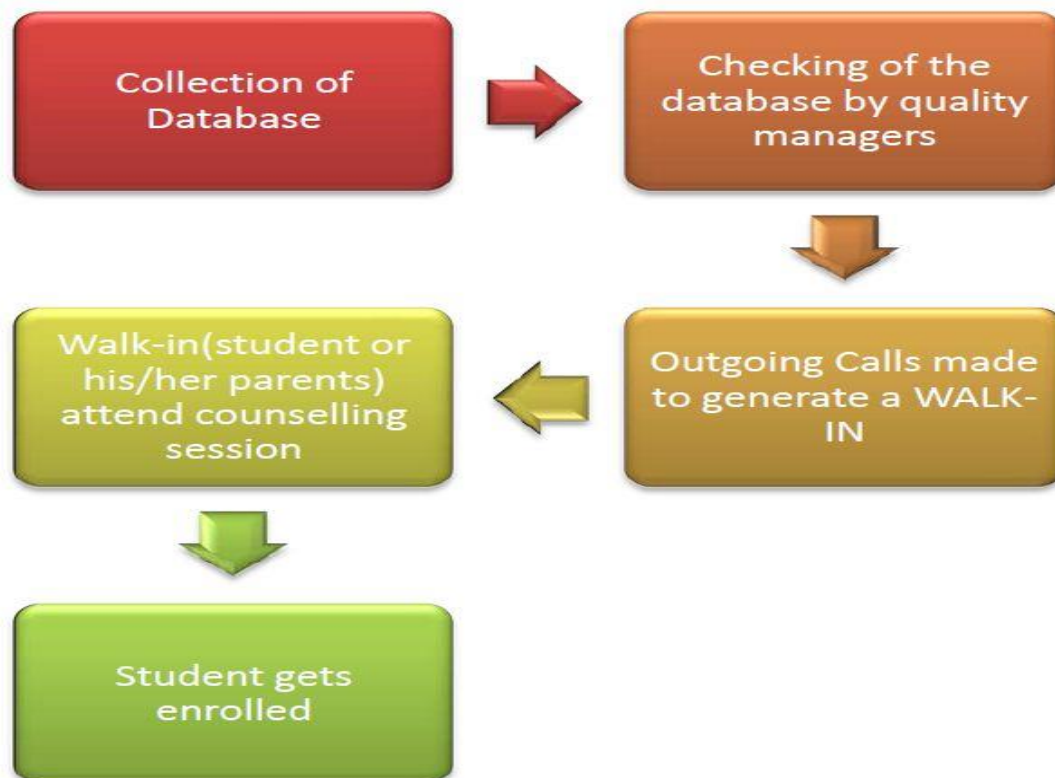 Collection of
Database
Checking of the
database by quality
managers
Outgoing Calls made
to generate a WALK-
IN
Walk-in(student or
his/her parents)
attend counselling
session
Student gets
enrolled